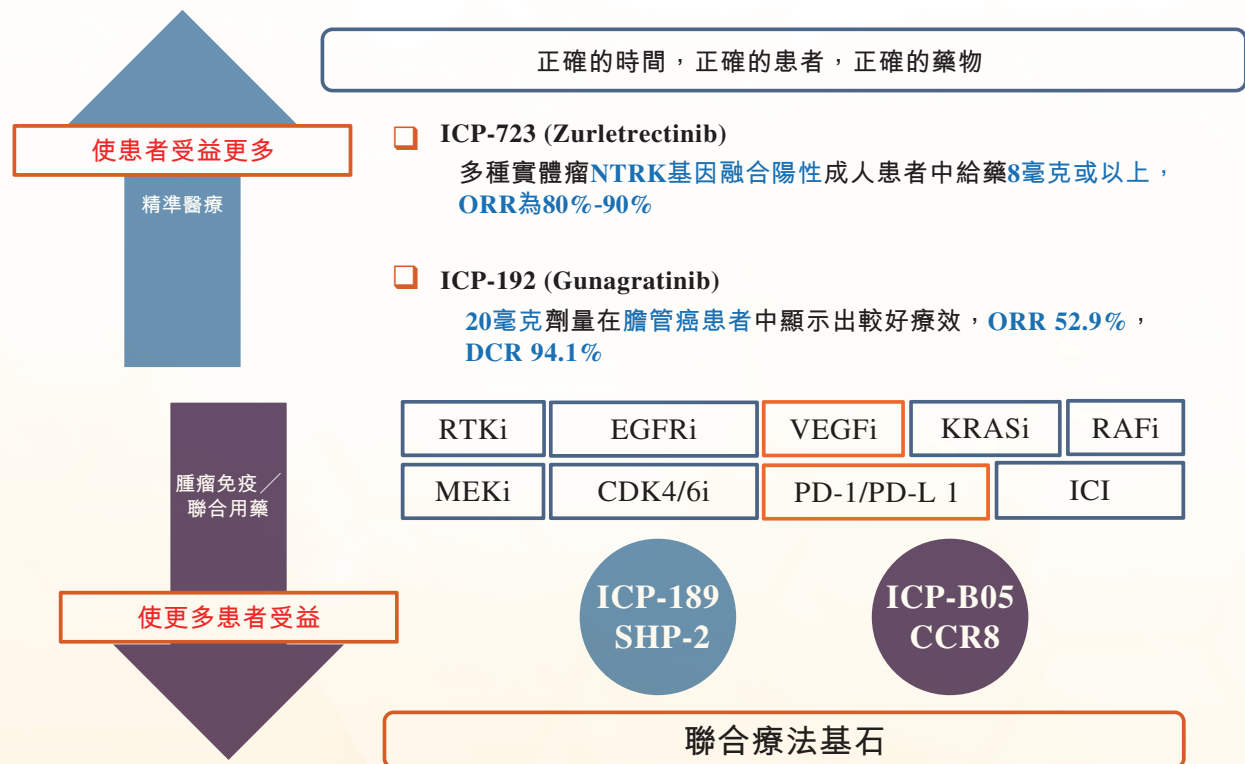 正確的時間，正確的患者，正確的藥物
使患者受益更多
精準醫療
ICP-723 (Zurletrectinib)
多種實體瘤NTRK基因融合陽性成人患者中給藥8毫克或以上，
ORR為80%-90%
ICP-192 (Gunagratinib)
20毫克劑量在膽管癌患者中顯示出較好療效，ORR 52.9%，
DCR 94.1%
RTKi EGFRi VEGFi KRASi RAFi
MEKi CDK4/6i PD-1/PD-L 1 ICI
腫瘤免疫／
聯合用藥
使更多患者受益
ICP-189
SHP-2
ICP-B05
CCR8
聯合療法基石